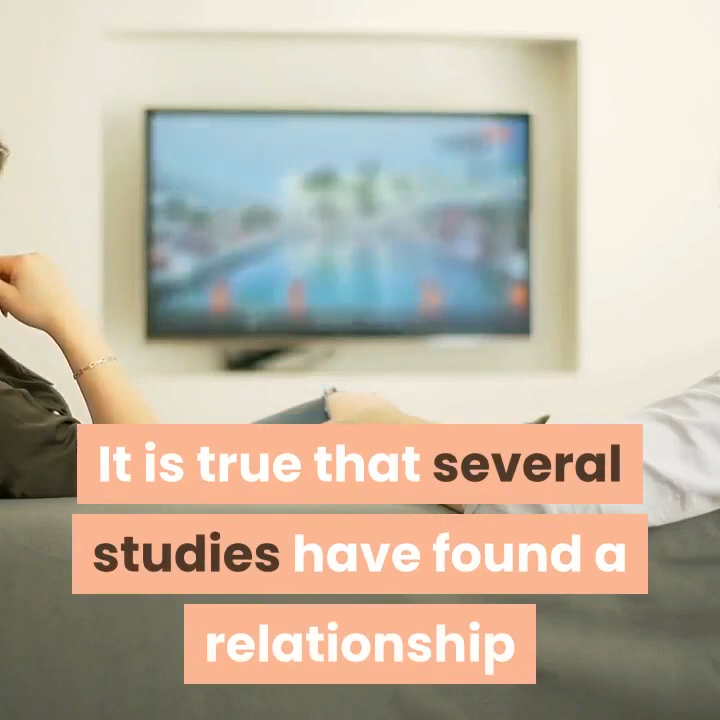 It is true that several
studies have found a
relationship